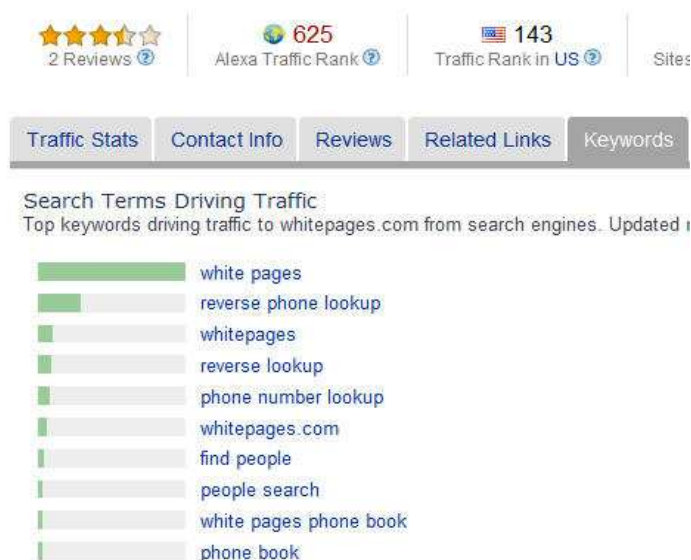 625
143
2 Reviews ?
Alexa Traffic Rank ?
Traffic Rank in US ?
Sites
Traffic Stats
Contact Info
Reviews
Related Links
Keywords
Search Terms Driving Traffic
Top keywords driving traffic to whitepages.com from search engines. Updated
white pages
reverse phone lookup
whitepages
reverse lookup
phone number lookup
whitepages.com
find people
people search
white pages phone book
phone book